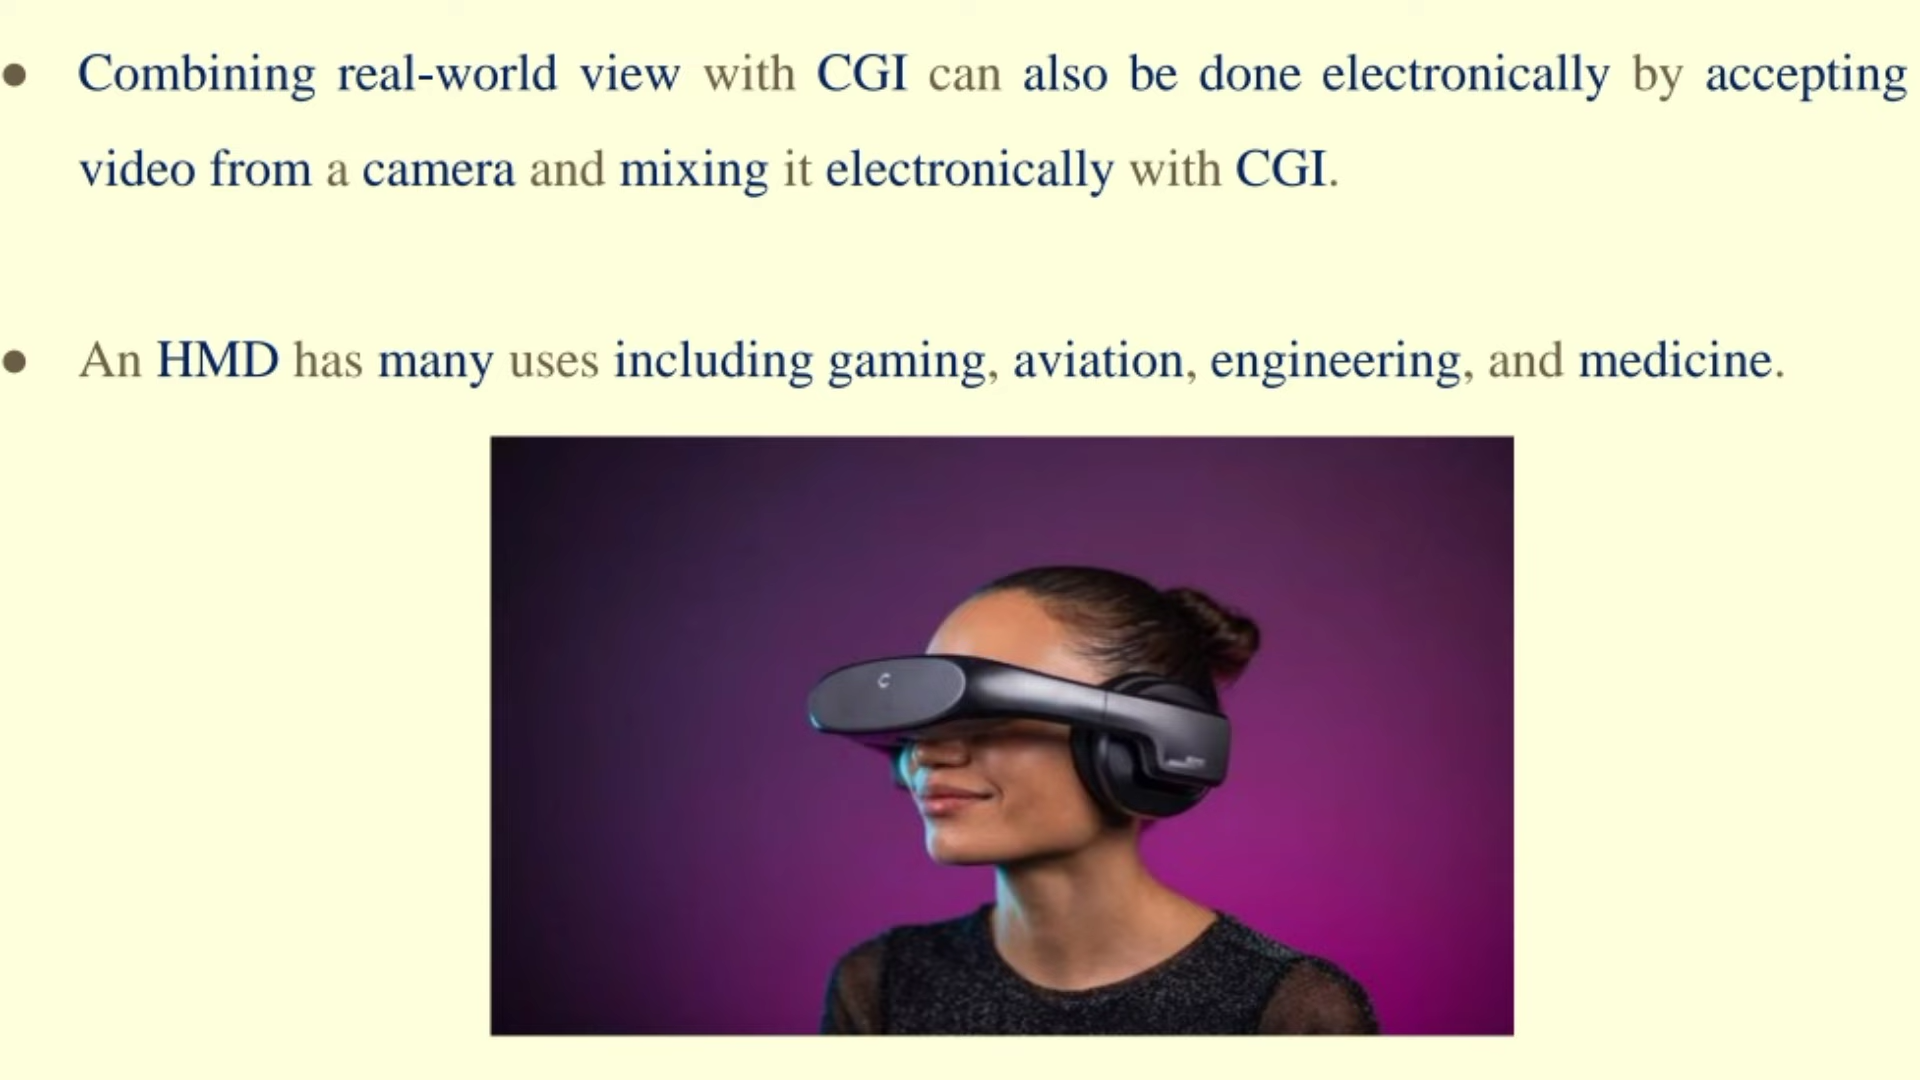 ● Combining real-world view with CGI can also be done electronically by accepting
video from a camera and mixing it electronically with CGI.
● An HMD has many uses including gaming, aviation, engineering, and medicine.